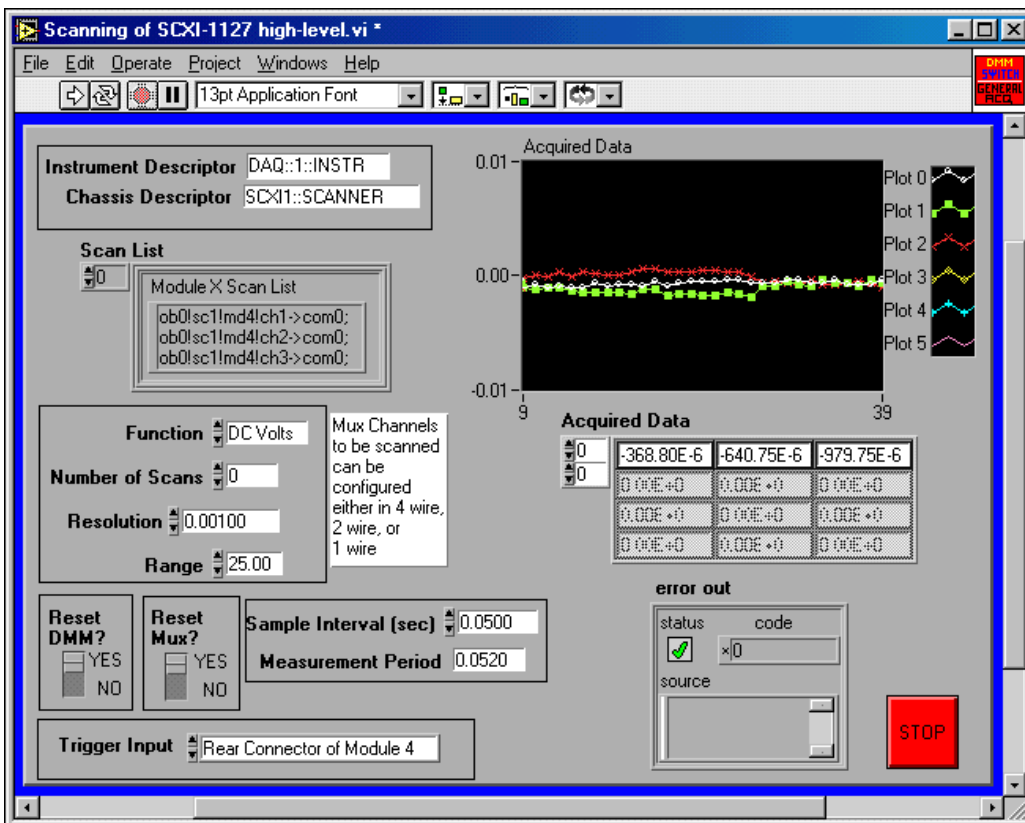 Scanning of SCXI-1127 high-level.vi *
File Edit Operate Project Windows Help
DMM
SWITCH
GENERAL
ACQ
13pt Application Font
Instrument Descriptor DAQ::1::INSTR
Chassis Descriptor SCXI1::SCANNER
Scan List
0
Module X Scan List
ob0!sc1!md4!ch1->com0;
ob0!sc1!md4!ch2->com0;
ob0!sc1!md4!ch3->com0;
Acquired Data
0.01
0.00
-0.01
9
39
Plot 0
Plot 1
Plot 2
Plot 3
Plot 4
Plot 5
Function DC Volts
Number of Scans 0
Resolution 0.00100
Range 25.00
Mux Channels
to be scanned
can be
configured
either in 4 wire,
2 wire, or
1 wire
Acquired Data
0 -368.80E-6 -640.75E-6 -979.75E-6
0 0.00E+0 0.00E+0 0.00E+0
0.00E+0 0.00E+0 0.00E+0
0.00E+0 0.00E+0 0.00E+0
Reset
DMM?
YES
NO
Reset
Mux?
YES
NO
Sample Interval (sec) 0.0500
Measurement Period 0.0520
Trigger Input Rear Connector of Module 4
error out
status code
×0
source
STOP